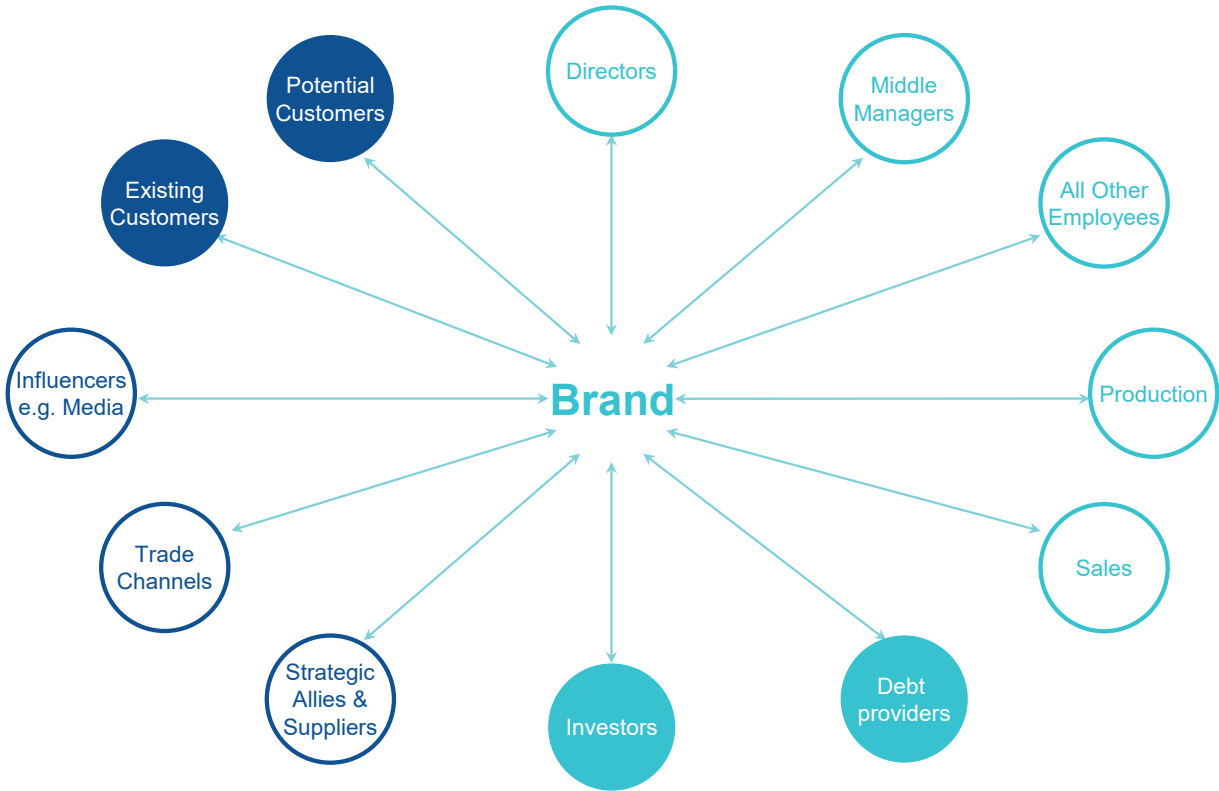 Directors
Middle
Managers
All Other
Employees
Production
Sales
Debt
providers
Investors
Strategic
Allies &
Suppliers
Trade
Channels
Influencers
e.g. Media
Existing
Customers
Potential
Customers
Brand